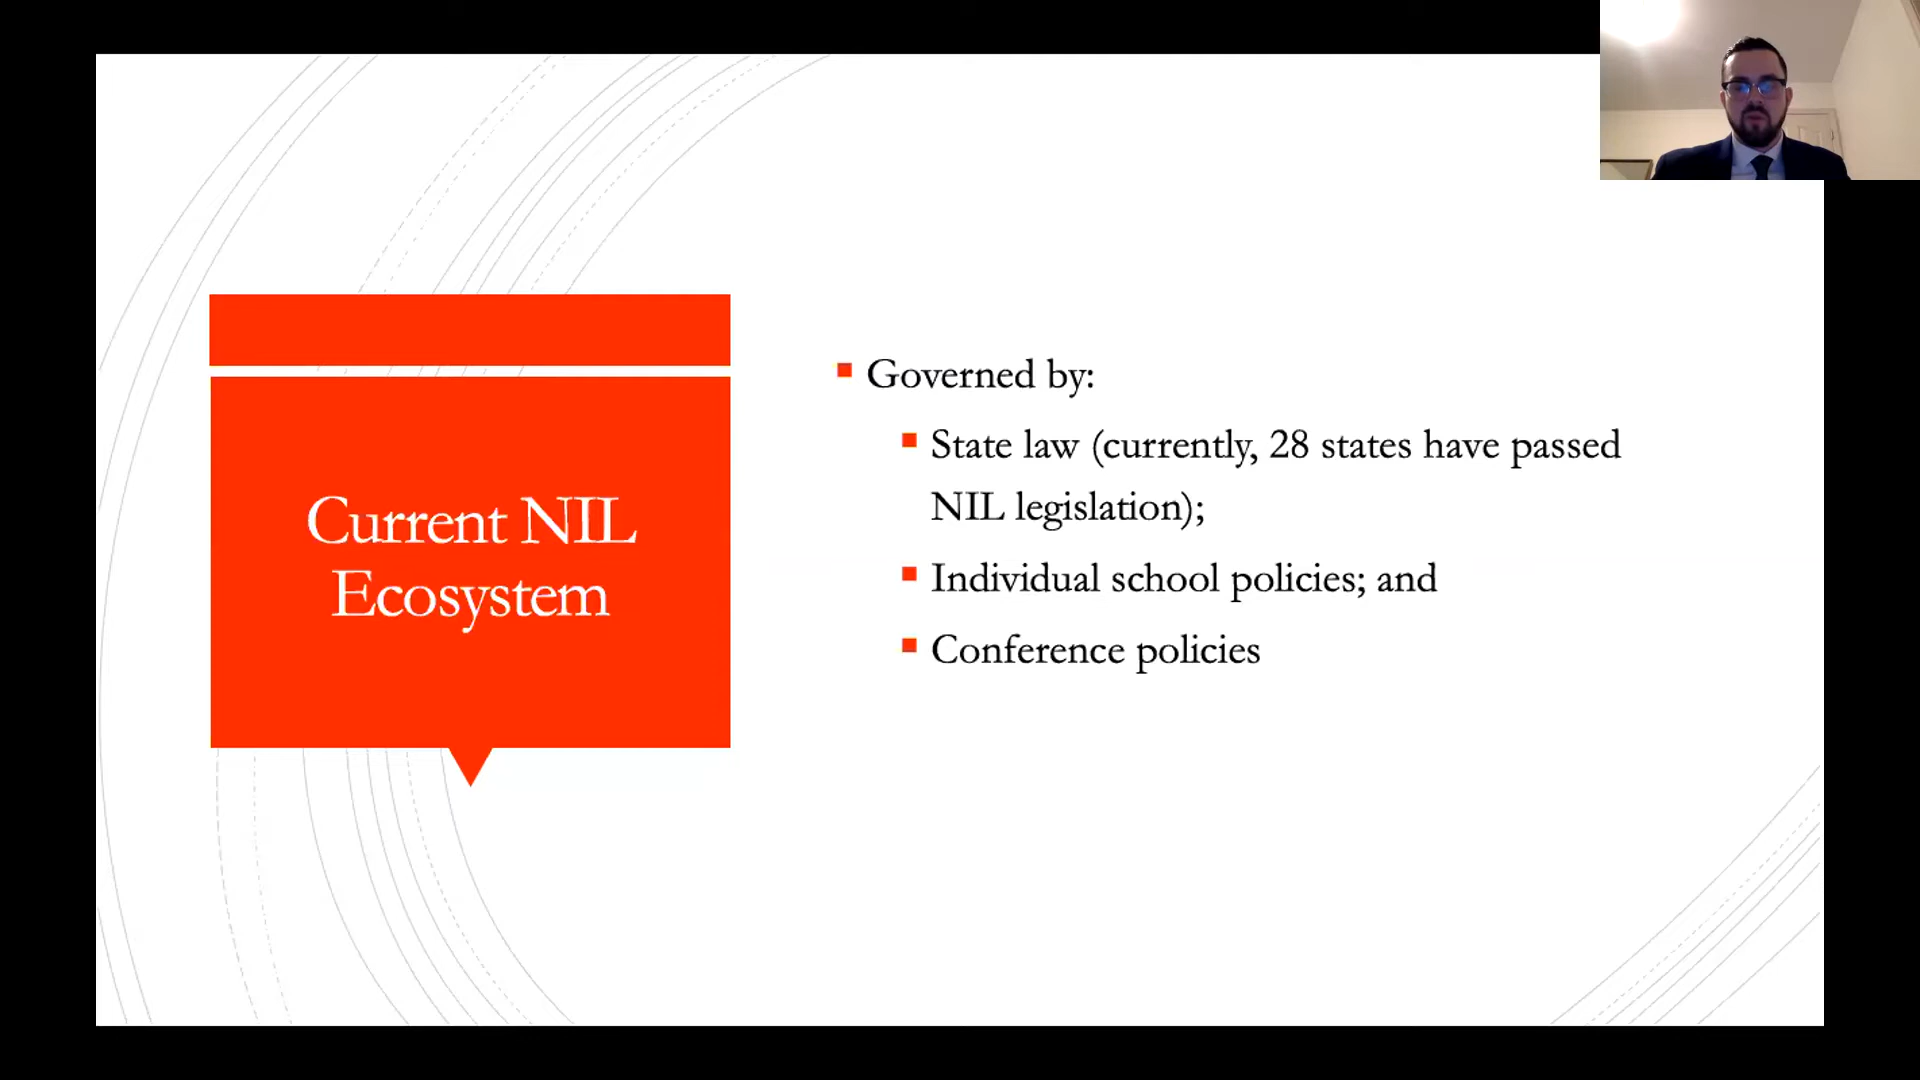 Current NIL
Ecosystem
Governed by:
State law (currently, 28 states have passed
NIL legislation);
Individual school policies; and
Conference policies